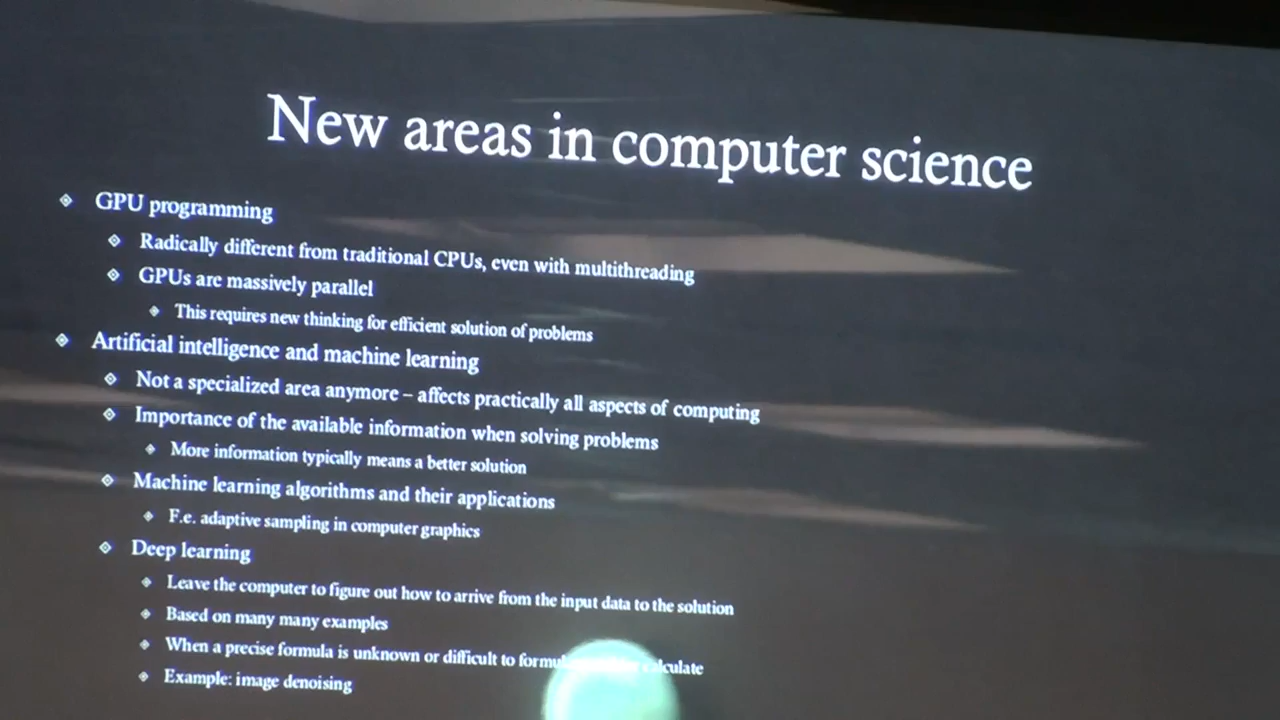 New areas in computer science
GPU programming
Radically different from traditional CPUs, even with multithreading
GPUs are massively parallel
This requires new thinking for efficient solution of problems
Artificial intelligence and machine learning
Not a specialized area anymore – affects practically all aspects of computing
Importance of the available information when solving problems
More information typically means a better solution
Machine learning algorithms and their applications
F.e. adaptive sampling in computer graphics
Deep learning
Leave the computer to figure out how to arrive from the input data to the solution
Based on many many examples
When a precise formula is unknown or difficult to
Example: image denoising